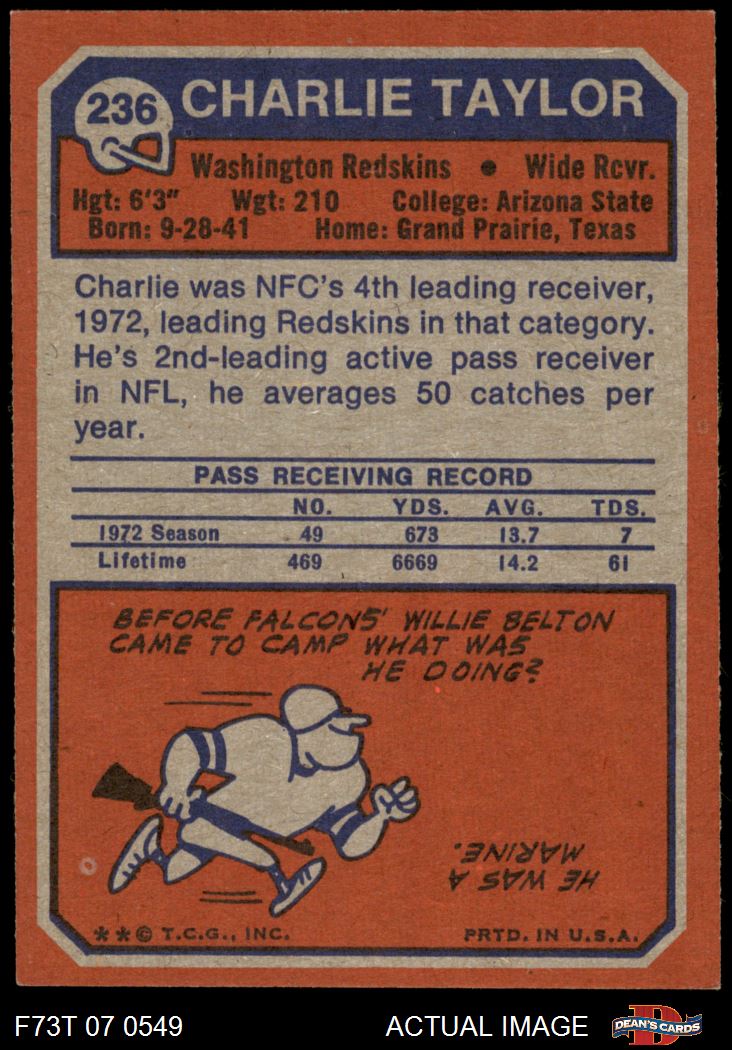 236 CHARLIE TAYLOR
Washington Redskins • Wide Rcvr.
Hgt: 6'3" Wgt: 210 College: Arizona State
Born: 9-28-41 Home: Grand Prairie, Texas
Charlie was NFC's 4th leading receiver,
1972, leading Redskins in that category.
He's 2nd-leading active pass receiver
in NFL, he averages 50 catches per
year.
PASS RECEIVING RECORD
NO. YDS. AVG. TDS.
1972 Season 49 673 13.7 7
Lifetime 469 6669 14.2 61
BEFORE FALCONS' WILLIE BELTON
CAME TO CAMP WHAT WAS
HE DOING?
HE WAS A
MARINE.
**© T.C.G., INC. PRTD. IN U.S.A.
F73T 07 0549 ACTUAL IMAGE D DEAN'S CARDS